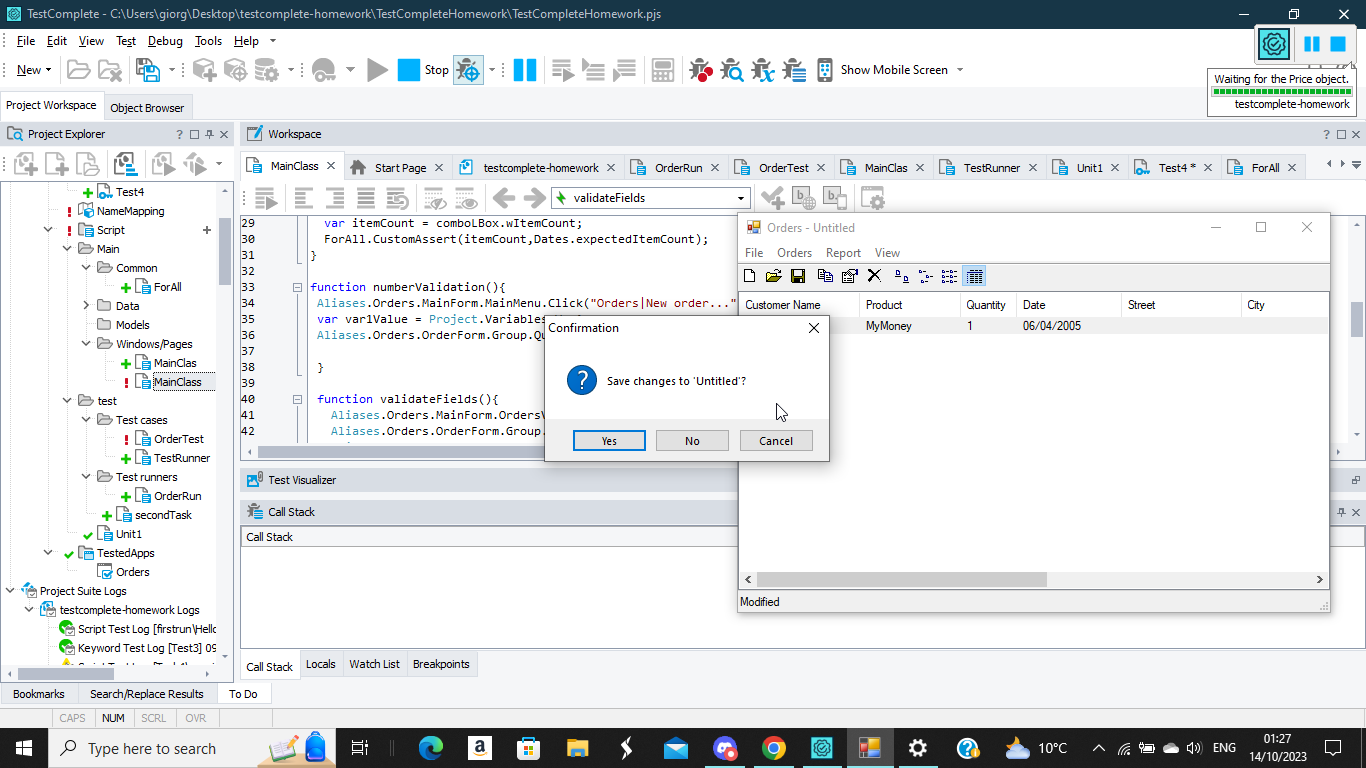 TestComplete - C:\Users\giorg\Desktop\testcomplete-homework\TestCompleteHomework\TestCompleteHomework.pjs
File Edit View Test Debug Tools Help
New Stop Show Mobile Screen
Waiting for the Price object.
testcomplete-homework
Project Workspace Object Browser
Project Explorer
Workspace
MainClass Start Page testcomplete-homework OrderRun OrderTest MainClas TestRunner Unit1 Test4 * ForAll
validateFields
Test4
NameMapping
Script
Main
Common
ForAll
Data
Models
Windows/Pages
MainClas
MainClass
test
Test cases
OrderTest
TestRunner
Test runners
OrderRun
secondTask
Unit1
TestedApps
Orders
Project Suite Logs
testcomplete-homework Logs
Script Test Log [firstrun\Hello
Keyword Test Log [Test3] 09
29 var itemCount = comboLBox.wItemCount;
30 ForAll.CustomAssert(itemCount,Dates.expectedItemCount);
31 }
32
33 function numberValidation(){
34 Aliases.Orders.MainForm.MainMenu.Click("Orders|New order..."
35 var var1Value = Project.Variables
36 Aliases.Orders.OrderForm.Group.Qu
37
38 }
39
40 function validateFields(){
41 Aliases.Orders.MainForm.OrdersV
42 Aliases.Orders.OrderForm.Group.
Orders - Untitled
File Orders Report View
Customer Name Product Quantity Date Street City
MyMoney 1 06/04/2005
Modified
Confirmation
Save changes to 'Untitled'?
Yes No Cancel
Test Visualizer
Call Stack
Call Stack
Call Stack Locals Watch List Breakpoints
Bookmarks Search/Replace Results To Do
CAPS NUM SCRL OVR
Type here to search
10°C
ENG
01:27
14/10/2023